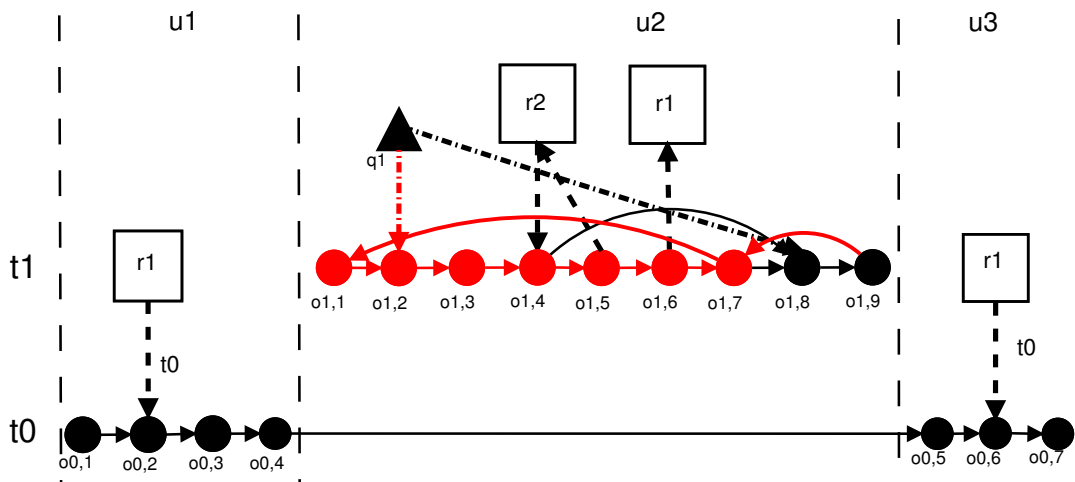 u1 u2 u3
r2 r1
q1
t1 r1 r1
o1,1 o1,2 o1,3 o1,4 o1,5 o1,6 o1,7 o1,8 o1,9
t0 t0
t0
o0,1 o0,2 o0,3 o0,4 o0,5 o0,6 o0,7